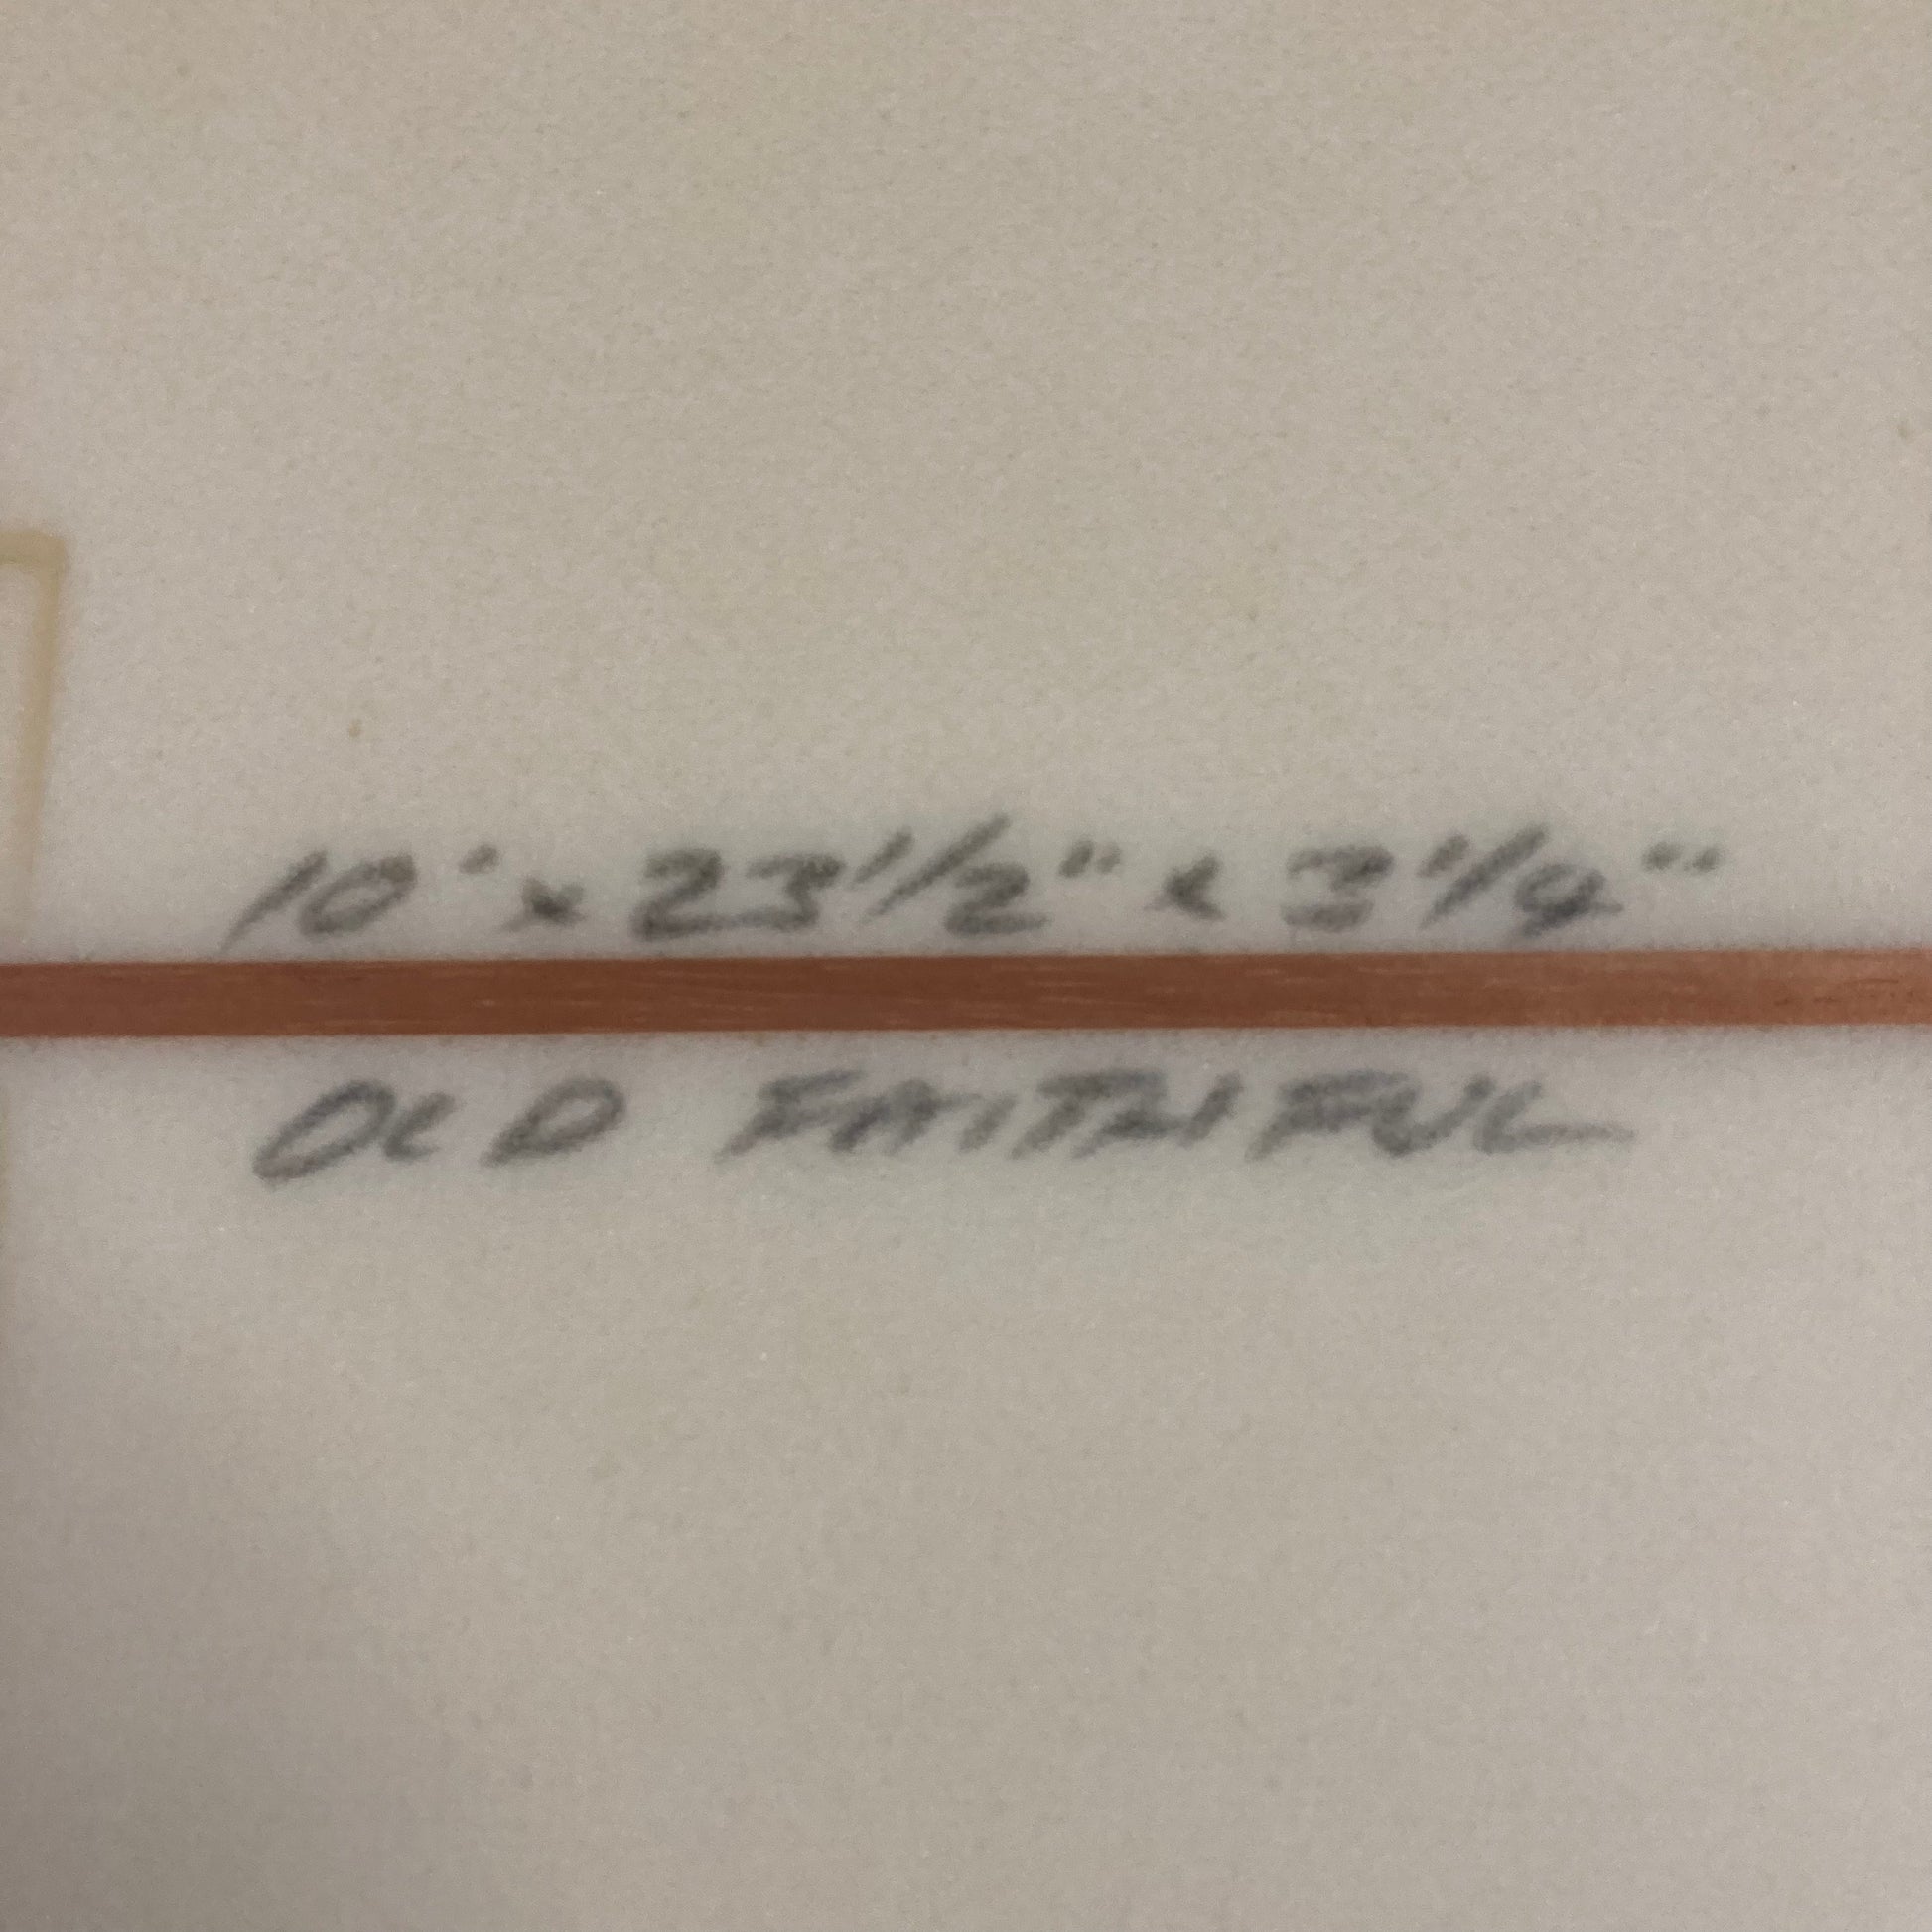 10' x 23 1/2" x 3 1/4"
OLD FAITHFUL